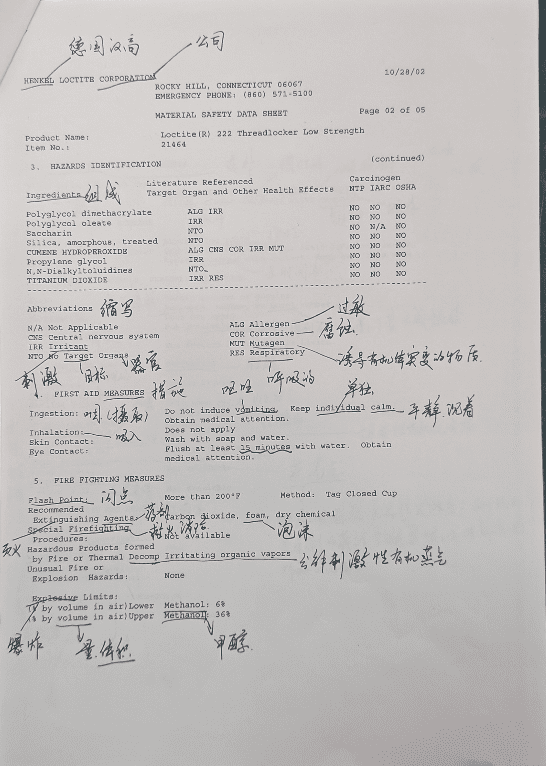 德国汉高 公司
HENKEL LOCTITE CORPORATION 10/28/02
ROCKY HILL, CONNECTICUT 06067
EMERGENCY PHONE: (860) 571-5100
MATERIAL SAFETY DATA SHEET Page 02 of 05
Product Name: Loctite(R) 222 Threadlocker Low Strength
Item No.: 21464
3. HAZARDS IDENTIFICATION (continued)
Literature Referenced Carcinogen
Ingredients 组成 Target Organ and Other Health Effects NTP IARC OSHA
Polyglycol dimethacrylate ALG IRR NO NO NO
Polyglycol oleate IRR NO NO NO
Saccharin NTO NO N/A NO
Silica, amorphous, treated NTO NO NO NO
CUMENE HYDROPEROXIDE ALG CNS COR IRR MUT NO NO NO
Propylene glycol IRR NO NO NO
N,N-Dialkyltoluidines NTO NO NO NO
TITANIUM DIOXIDE IRR RES NO NO NO
Abbreviations 缩写
N/A Not Applicable ALG Allergen 过敏
CNS Central nervous system COR Corrosive 腐蚀
IRR Irritant MUT Mutagen
NTO No Target Organs RES Respiratory 诱导有机体突变的物质
刺激 目标 器官 呼吸的
4. FIRST AID MEASURES 措施 呕吐 单独
Ingestion: 吃(摄取) Do not induce vomiting. Keep individual calm. 平静 沉着
Obtain medical attention.
Inhalation: 吸入 Does not apply
Skin Contact: Wash with soap and water.
Eye Contact: Flush at least 15 minutes with water. Obtain
medical attention.
5. FIRE FIGHTING MEASURES
Flash Point: 闪点 More than 200°F Method: Tag Closed Cup
Recommended
Extinguishing Agents: Carbon dioxide, foam, dry chemical
Special Firefighting 泡沫
Procedures: Not available
灭火
Hazardous Products formed
by Fire or Thermal Decomp Irritating organic vapors 分解刺激性有机蒸气
Unusual Fire or
Explosion Hazards: None
Explosive Limits:
(% by volume in air)Lower Methanol: 6%
(% by volume in air)Upper Methanol: 36%
爆炸 量.体积. 甲醇.